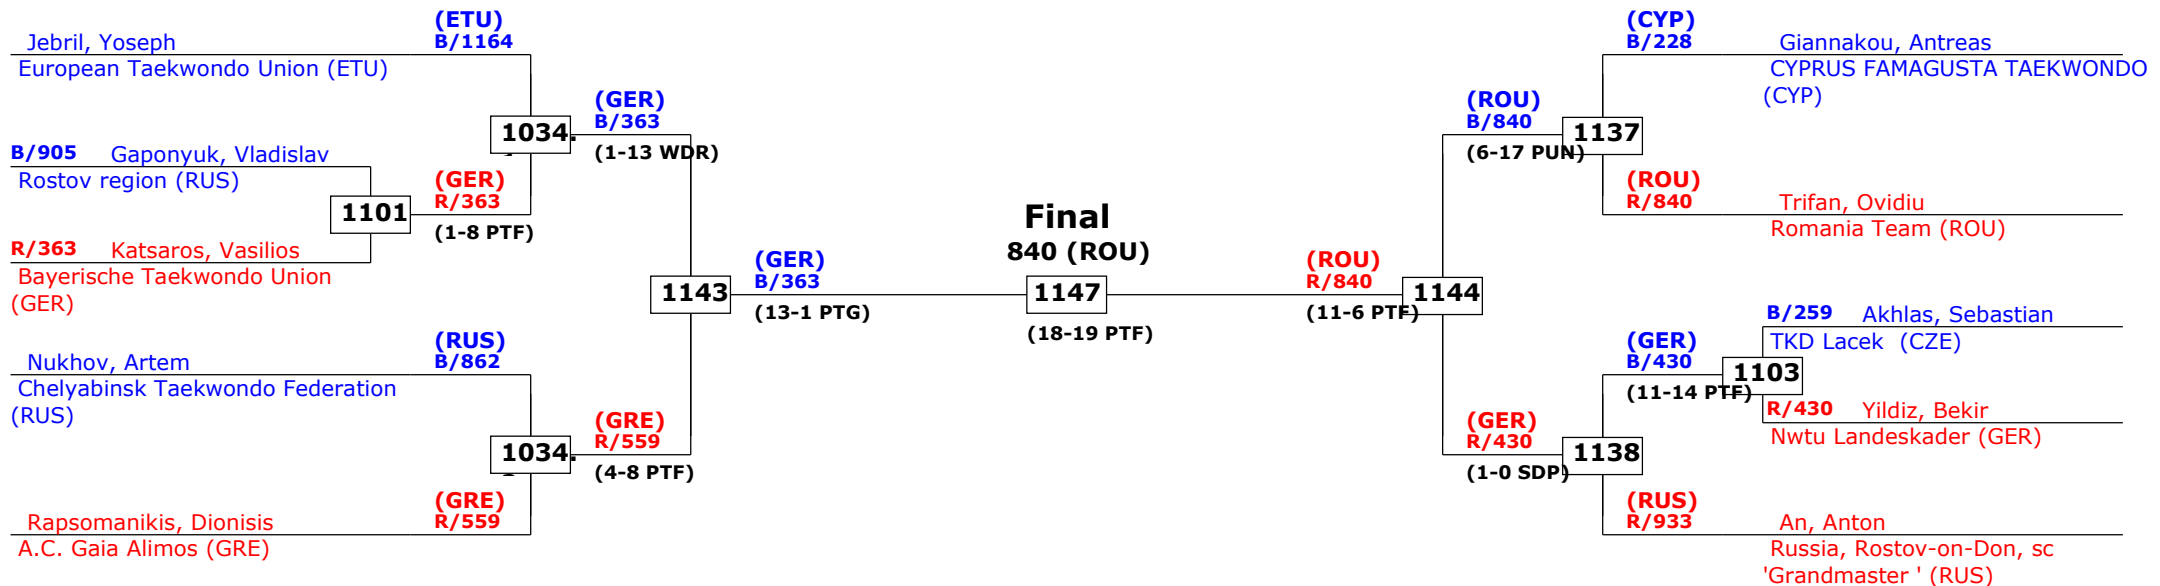 (ETU)
Jebril, Yoseph
B/1164
European Taekwondo Union (ETU)
(GER)
B/363
1034.
(1-13 WDR)
B/905 Gaponyuk, Vladislav
Rostov region (RUS)
(GER)
R/363
1101
(1-8 PTF)
R/363 Katsaros, Vasilios
Bayerische Taekwondo Union
(GER)
(GER)
B/363
1143
(13-1 PTG)
(RUS)
Nukhov, Artem
B/862
Chelyabinsk Taekwondo Federation
(RUS)
(GRE)
R/559
1034.
(4-8 PTF)
(GRE)
Rapsomanikis, Dionisis
R/559
A.C. Gaia Alimos (GRE)
Final
840 (ROU)
1147
(18-19 PTF)
(CYP)
B/228
Giannakou, Antreas
CYPRUS FAMAGUSTA TAEKWONDO
(CYP)
(ROU)
B/840
1137
(6-17 PUN)
(ROU)
R/840
Trifan, Ovidiu
Romania Team (ROU)
(ROU)
R/840
1144
(11-6 PTF)
B/259 Akhlas, Sebastian
TKD Lacek (CZE)
(GER)
B/430
1103
(11-14 PTF)
R/430 Yildiz, Bekir
Nwtu Landeskader (GER)
(GER)
R/430
1138
(1-0 SDP)
(RUS)
R/933
An, Anton
Russia, Rostov-on-Don, sc
'Grandmaster ' (RUS)